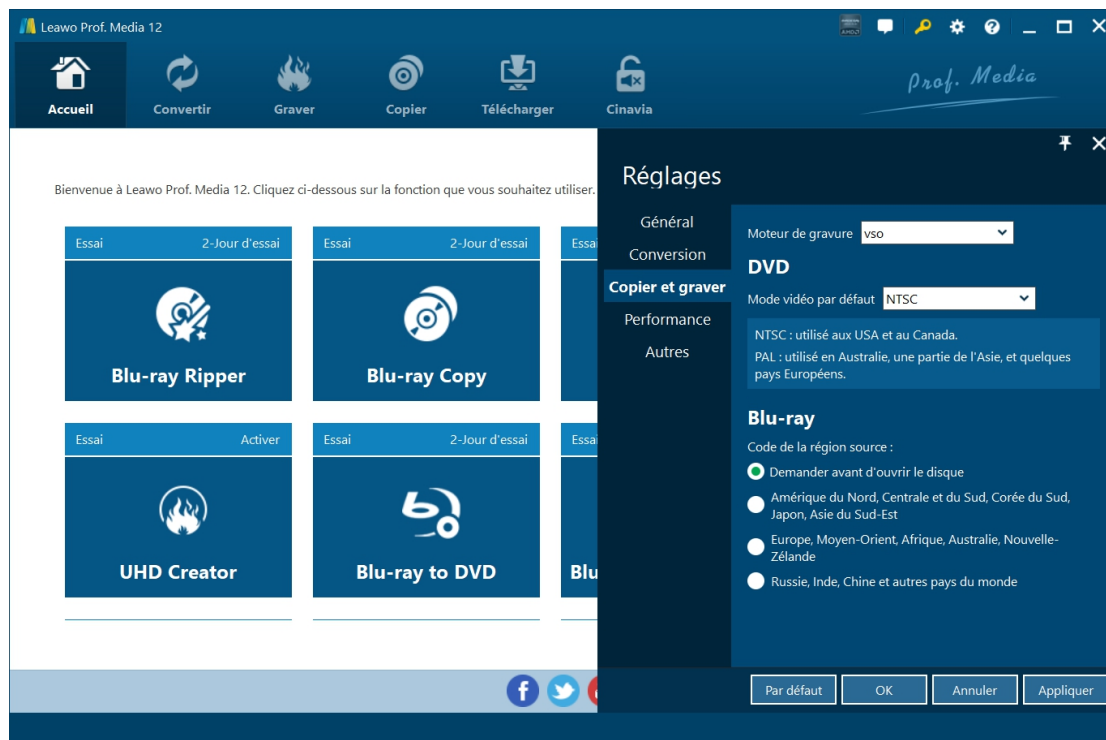 Leawo Prof. Media 12
Accueil
Convertir
Graver
Copier
Télécharger
Cinavia
Prof. Media
Bienvenue à Leawo Prof. Media 12. Cliquez ci-dessous sur la fonction que vous souhaitez utiliser.
Essai 2-Jour d'essai
Blu-ray Ripper
Essai 2-Jour d'essai
Blu-ray Copy
Essai
Essai Activer
UHD Creator
Essai 2-Jour d'essai
Blu-ray to DVD
Essai
Blu
Réglages
Général
Conversion
Copier et graver
Performance
Autres
Moteur de gravure vso
DVD
Mode vidéo par défaut NTSC
NTSC : utilisé aux USA et au Canada.
PAL : utilisé en Australie, une partie de l'Asie, et quelques
pays Européens.
Blu-ray
Code de la région source :
Demander avant d'ouvrir le disque
Amérique du Nord, Centrale et du Sud, Corée du Sud,
Japon, Asie du Sud-Est
Europe, Moyen-Orient, Afrique, Australie, Nouvelle-
Zélande
Russie, Inde, Chine et autres pays du monde
Par défaut
OK
Annuler
Appliquer